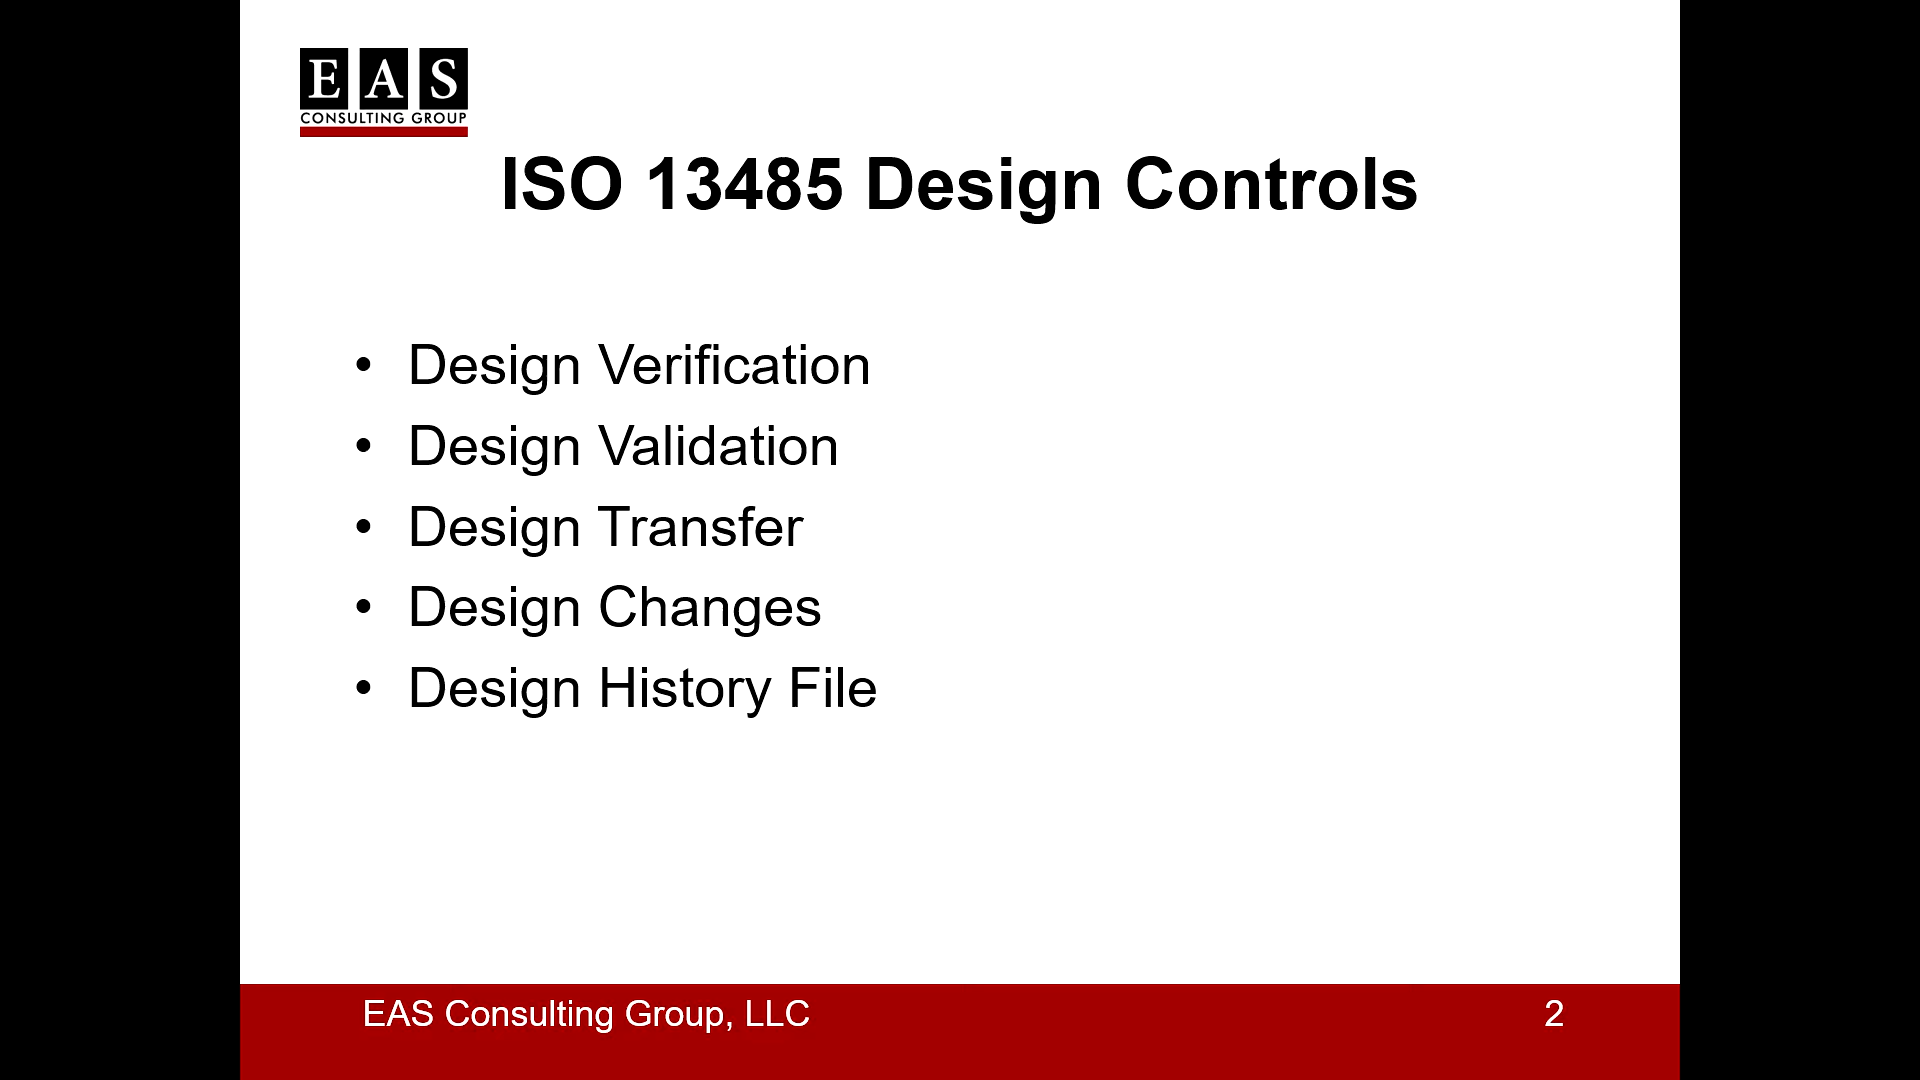 EAS
CONSULTING GROUP
ISO 13485 Design Controls
• Design Verification
• Design Validation
• Design Transfer
• Design Changes
• Design History File
EAS Consulting Group, LLC
2